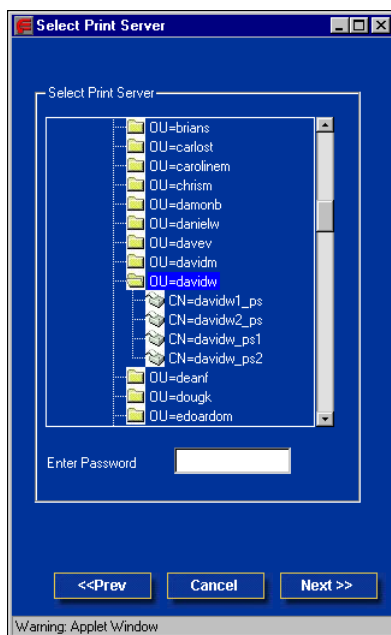 Select Print Server
Select Print Server
OU=brians
OU=carlost
OU=carolinem
OU=chrism
OU=damonb
OU=danielw
OU=davev
OU=davidm
OU=davidw
CN=davidw1_ps
CN=davidw2_ps
CN=davidw_ps1
CN=davidw_ps2
OU=deanf
OU=dougk
OU=edoardom
Enter Password
<<Prev
Cancel
Next >>
Warning: Applet Window